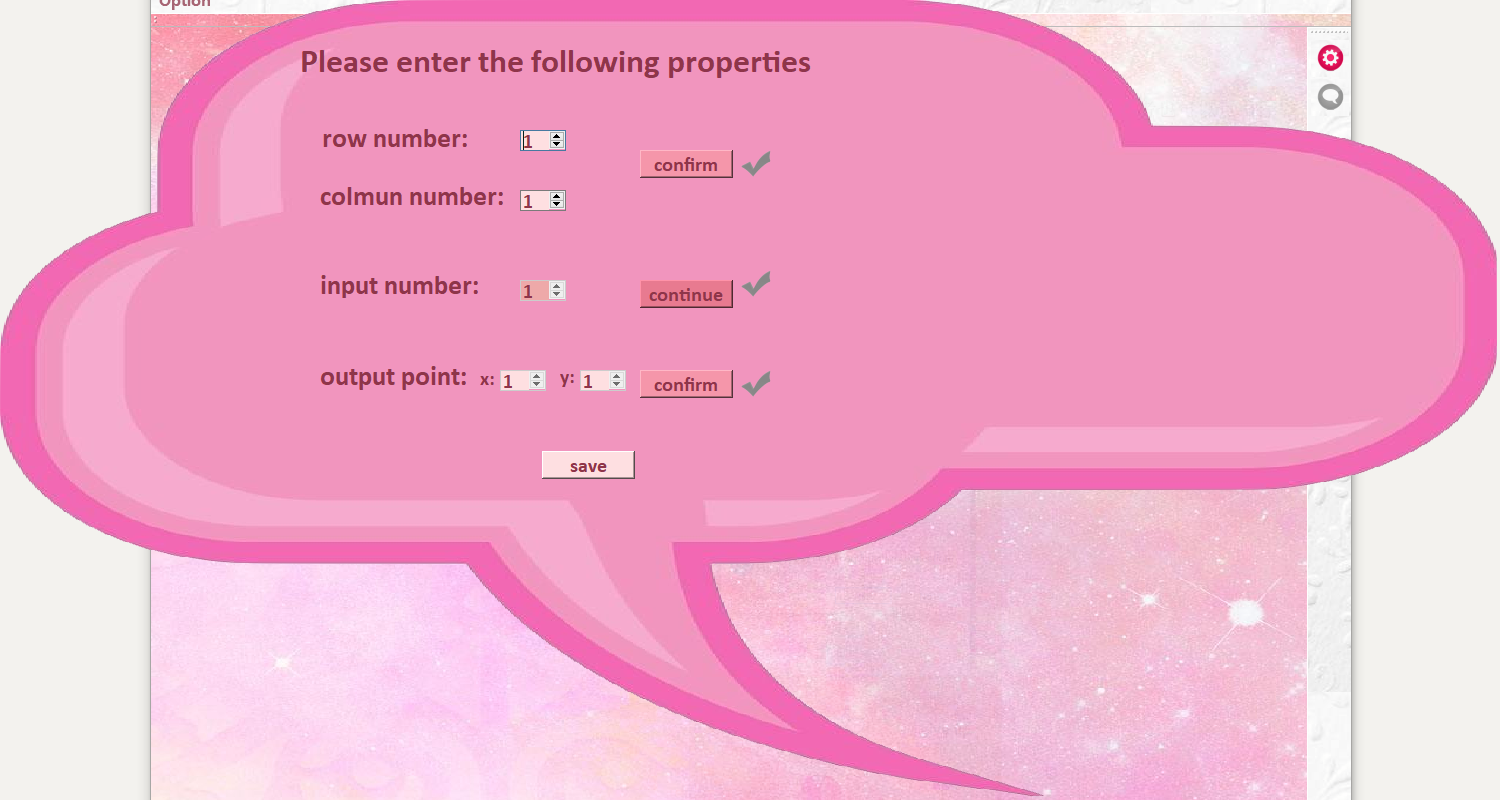 Option
Please enter the following properties
row number: 1
confirm
colmun number: 1
input number: 1 continue
output point: x: 1 y: 1 confirm
save